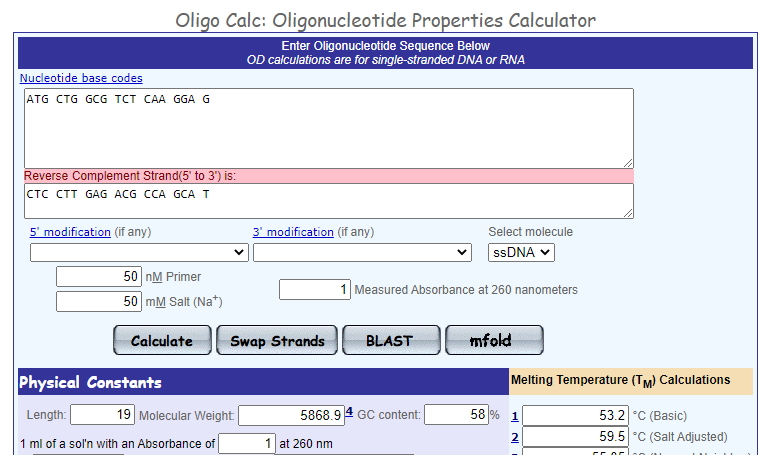 Oligo Calc: Oligonucleotide Properties Calculator
Enter Oligonucleotide Sequence Below
OD calculations are for single-stranded DNA or RNA
Nucleotide base codes
ATG CTG GCG TCT CAA GGA G
Reverse Complement Strand(5' to 3') is:
CTC CTT GAG ACG CCA GCA T
5' modification (if any) 3' modification (if any) Select molecule
ssDNA
50 nM Primer
1 Measured Absorbance at 260 nanometers
50 mM Salt (Na+)
Calculate Swap Strands BLAST mfold
Physical Constants Melting Temperature (TM) Calculations
Length: 19 Molecular Weight: 5868.9 4 GC content: 58 % 1 53.2 °C (Basic)
2 59.5 °C (Salt Adjusted)
1 ml of a sol'n with an Absorbance of 1 at 260 nm